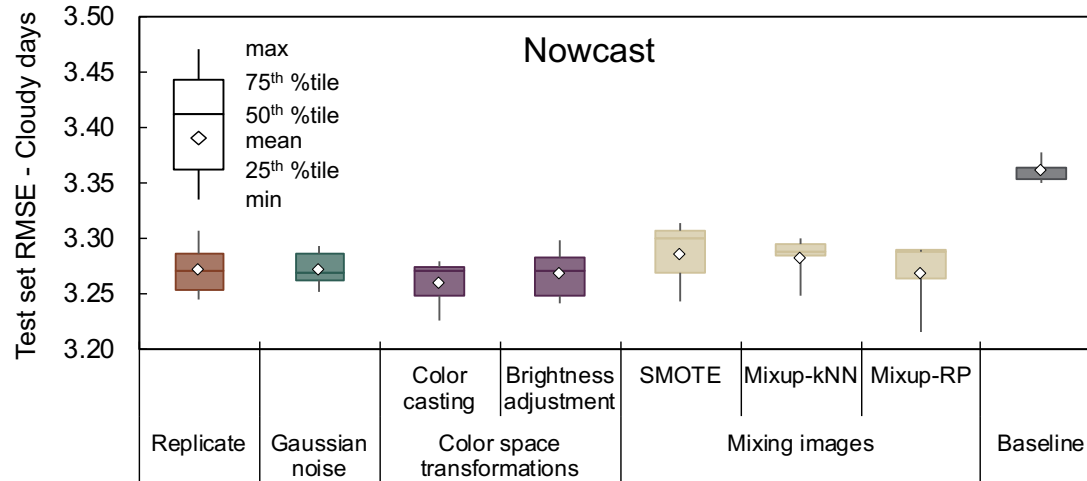 Nowcast
Test set RMSE - Cloudy days
3.50
3.45
3.40
3.35
3.30
3.25
3.20
max
75th %tile
50th %tile
mean
25th %tile
min
Color
casting
Brightness
adjustment
SMOTE
Mixup-kNN
Mixup-RP
Replicate
Gaussian
noise
Color space
transformations
Mixing images
Baseline